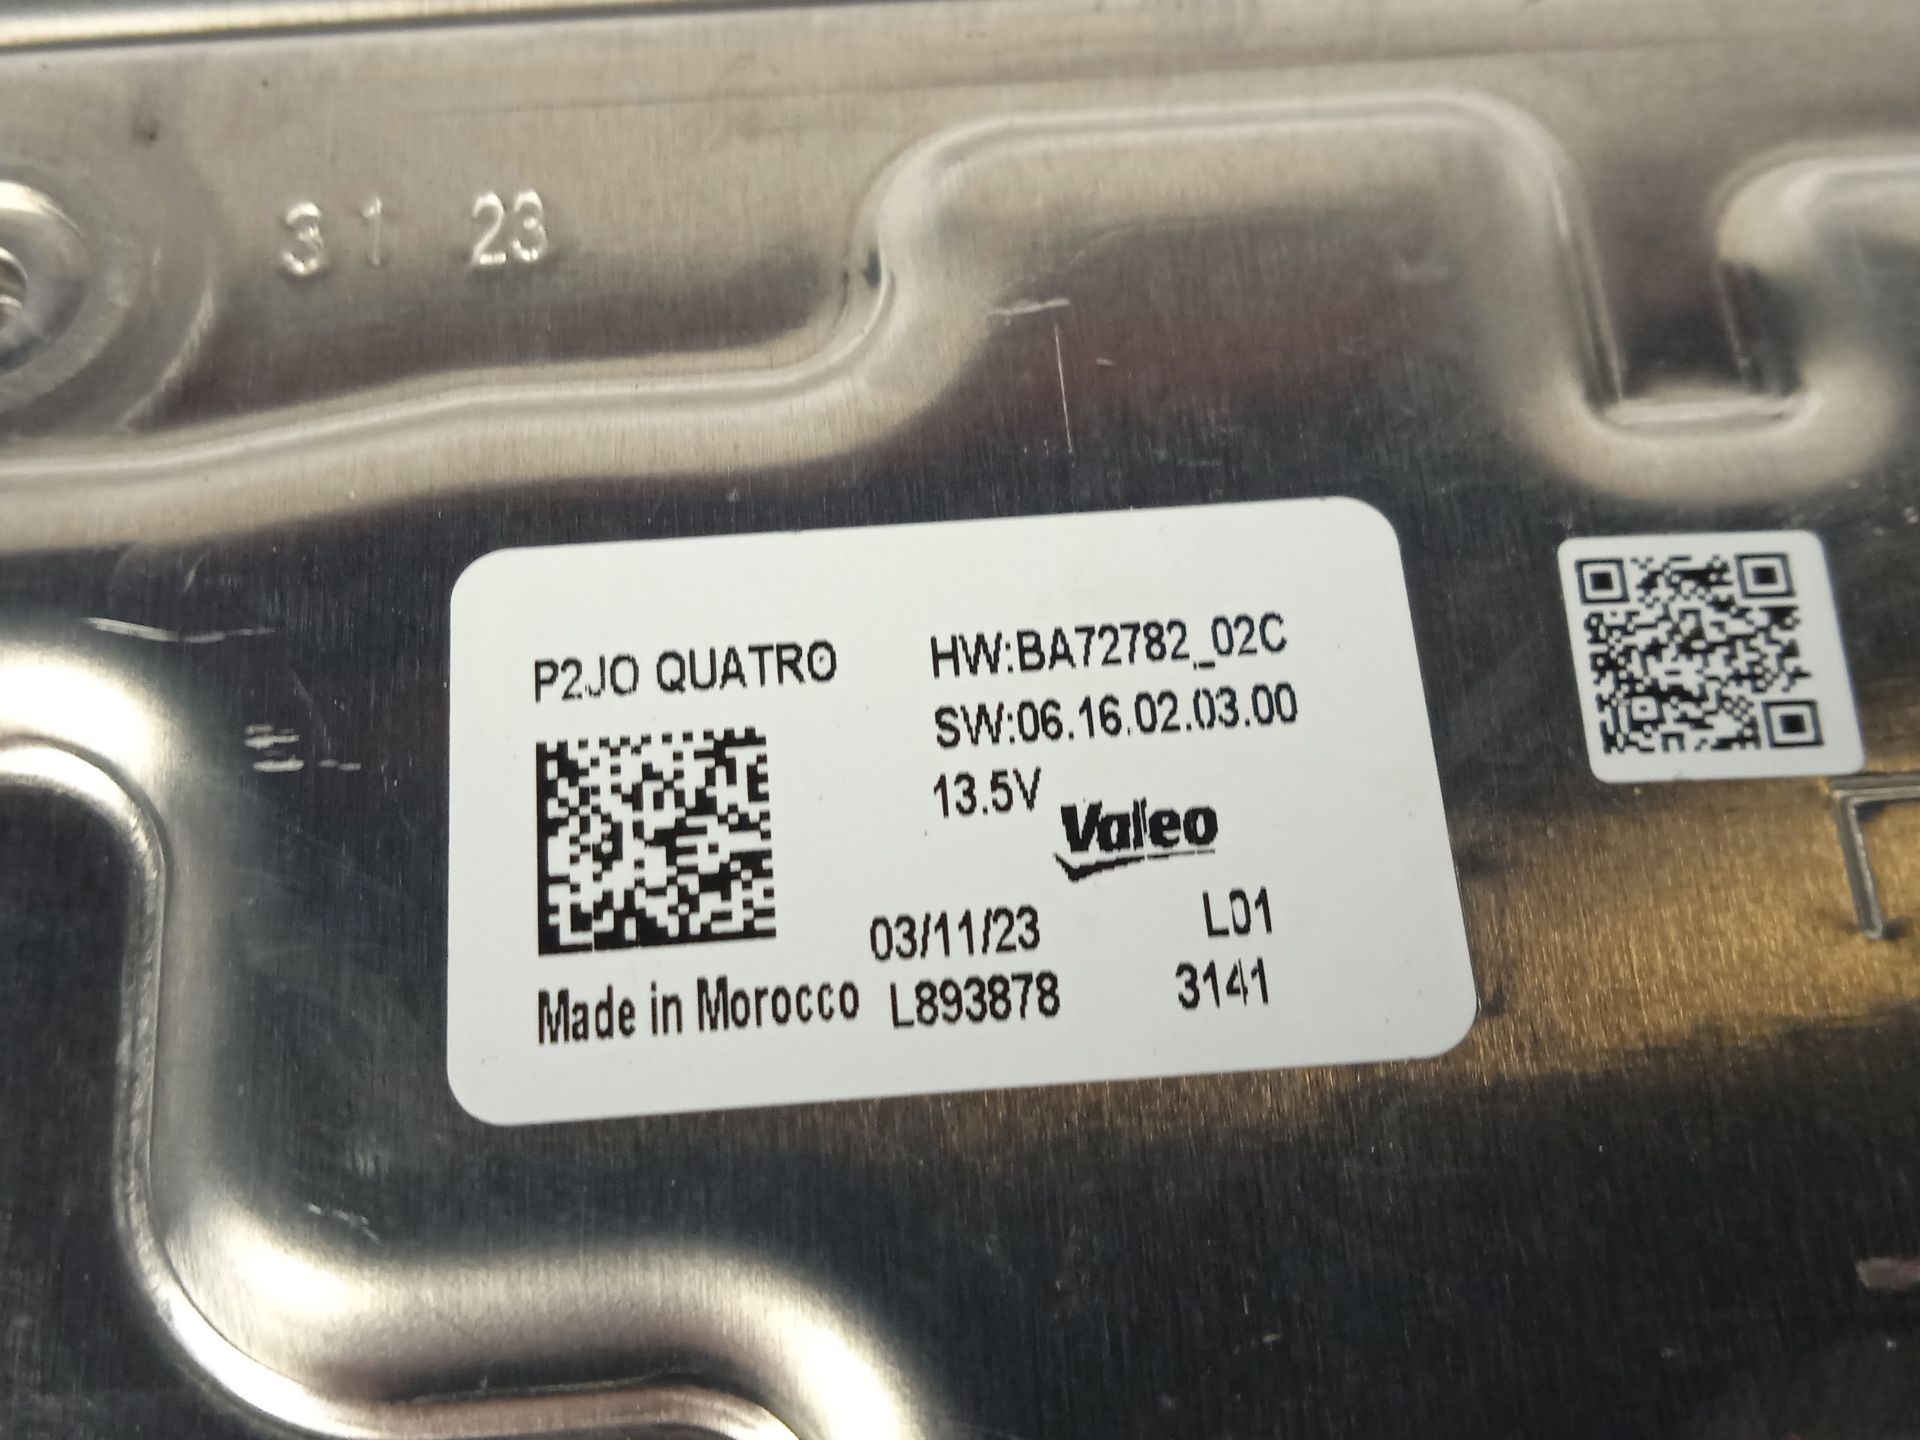 31 23
P2JO QUATRO
HW:BA72782_02C
SW:06.16.02.03.00
13.5V
Valeo
03/11/23
L01
Made in Morocco
L893878
3141